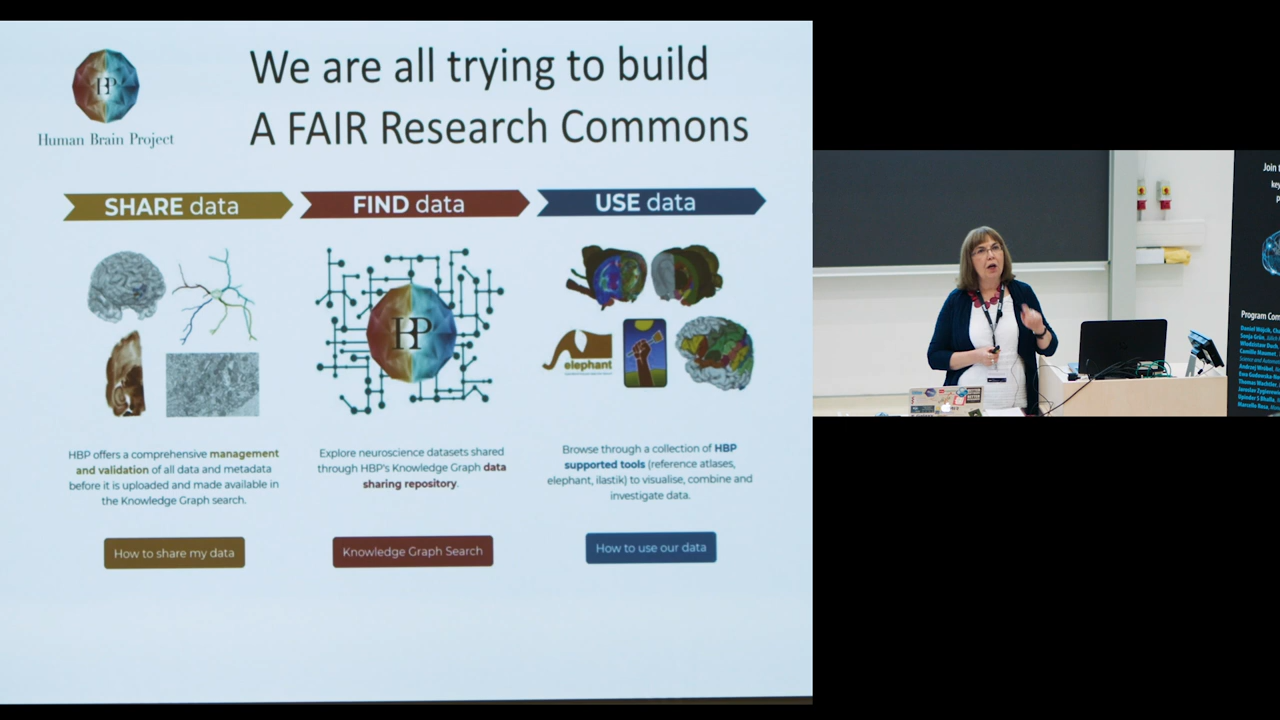 We are all trying to build
A FAIR Research Commons
HP
Human Brain Project
SHARE data
FIND data
USE data
HP
elephant
HBP offers a comprehensive management
and validation of all data and metadata
before it is uploaded and made available in
the Knowledge Graph search.
Explore neuroscience datasets shared
through HBP's Knowledge Graph data
sharing repository.
Browse through a collection of HBP
supported tools (reference atlases,
elephant, ilastik) to visualise, combine and
investigate data.
How to share my data
Knowledge Graph Search
How to use our data
Join
key
Program Com